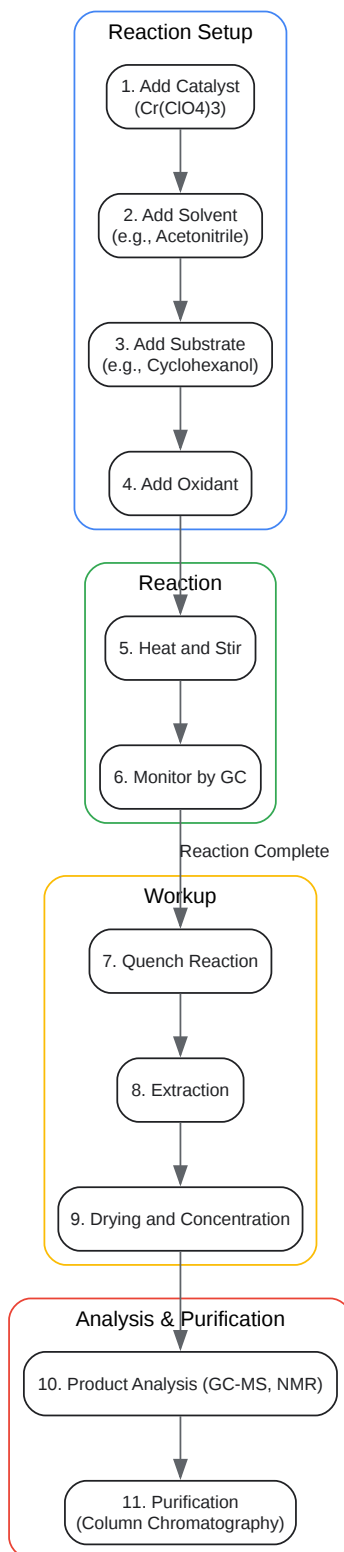 Reaction Setup
1. Add Catalyst
(Cr(ClO4)3)
2. Add Solvent
(e.g., Acetonitrile)
3. Add Substrate
(e.g., Cyclohexanol)
4. Add Oxidant
Reaction
5. Heat and Stir
6. Monitor by GC
Reaction Complete
Workup
7. Quench Reaction
8. Extraction
9. Drying and Concentration
Analysis & Purification
10. Product Analysis (GC-MS, NMR)
11. Purification
(Column Chromatography)